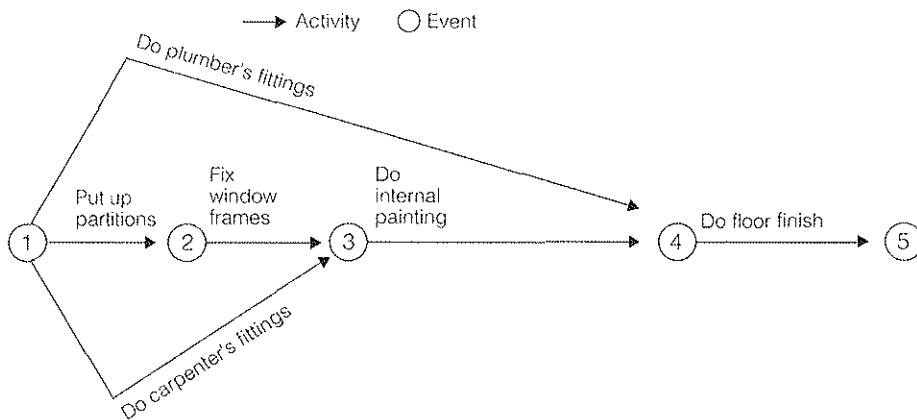 Activity
Event
Do plumber's fittings
Put up
partitions
Fix
window
frames
Do
internal
painting
Do floor finish
1
2
3
4
5
Do carpenter's fittings